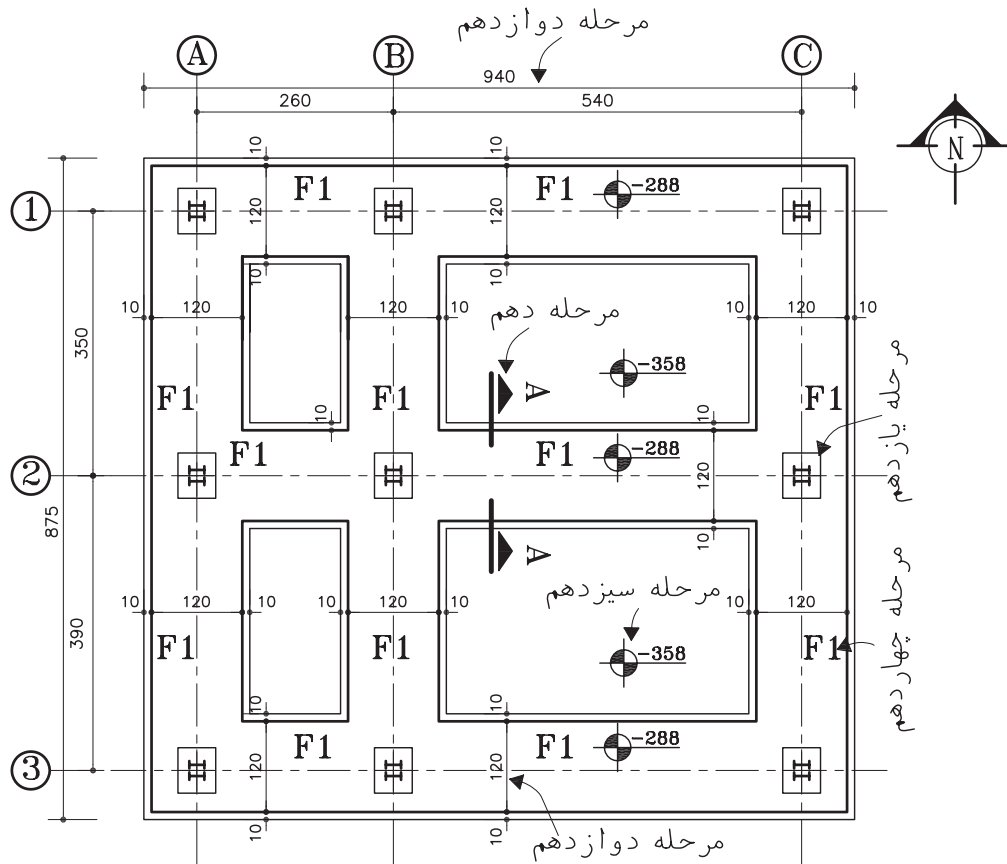 مرحله دوازدهم
A B C
940
260 540
N
10 10
F1 F1 -288
1
120 120
10 10
10 120 120 10 10 120 10
مرحله دهم
350
-358
مرحله یازدهم
A
F1 F1 F1
10 10
F1 F1 -288
2
120
875
10
A
مرحله سیزدهم
مرحله چهاردهم
10 120 10 10 120 10 10 120
390
F1 F1 F1
-358
10 10
F1 F1 -288
3
120 120
10 10
مرحله دوازدهم